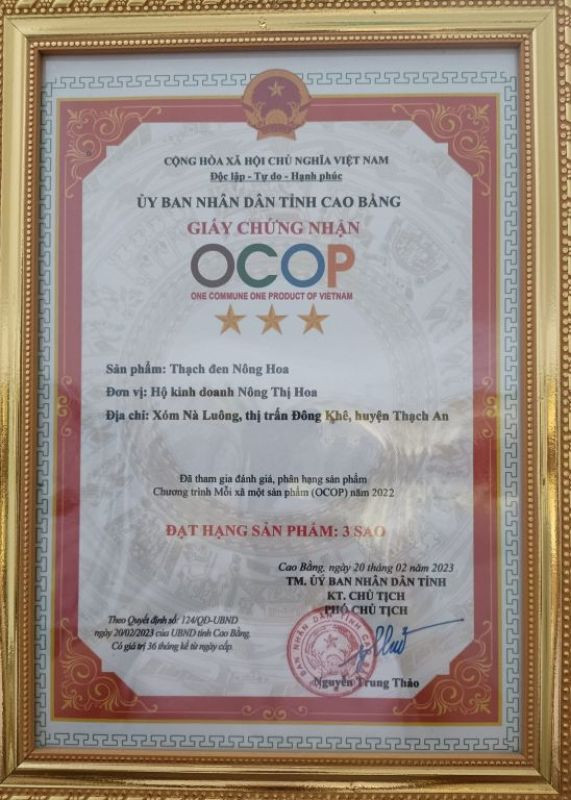 CỘNG HÒA XÃ HỘI CHỦ NGHĨA VIỆT NAM
Độc lập - Tự do - Hạnh phúc
ỦY BAN NHÂN DÂN TỈNH CAO BẰNG
GIẤY CHỨNG NHẬN
OCOP
ONE COMMUNE ONE PRODUCT OF VIETNAM
Sản phẩm: Thạch đen Nông Hoa
Đơn vị: Hộ kinh doanh Nông Thị Hoa
Địa chỉ: Xóm Nà Luông, thị trấn Đông Khê, huyện Thạch An
Đã tham gia đánh giá, phân hạng sản phẩm
Chương trình Mỗi xã một sản phẩm (OCOP) năm 2022
ĐẠT HẠNG SẢN PHẨM: 3 SAO
Cao Bằng, ngày 20 tháng 02 năm 2023
TM. ỦY BAN NHÂN DÂN TỈNH
KT. CHỦ TỊCH
PHÓ CHỦ TỊCH
Theo Quyết định số: 124/QĐ-UBND
ngày 20/02/2023 của UBND tỉnh Cao Bằng.
Có giá trị 36 tháng kể từ ngày cấp.
Nguyễn Trung Thảo